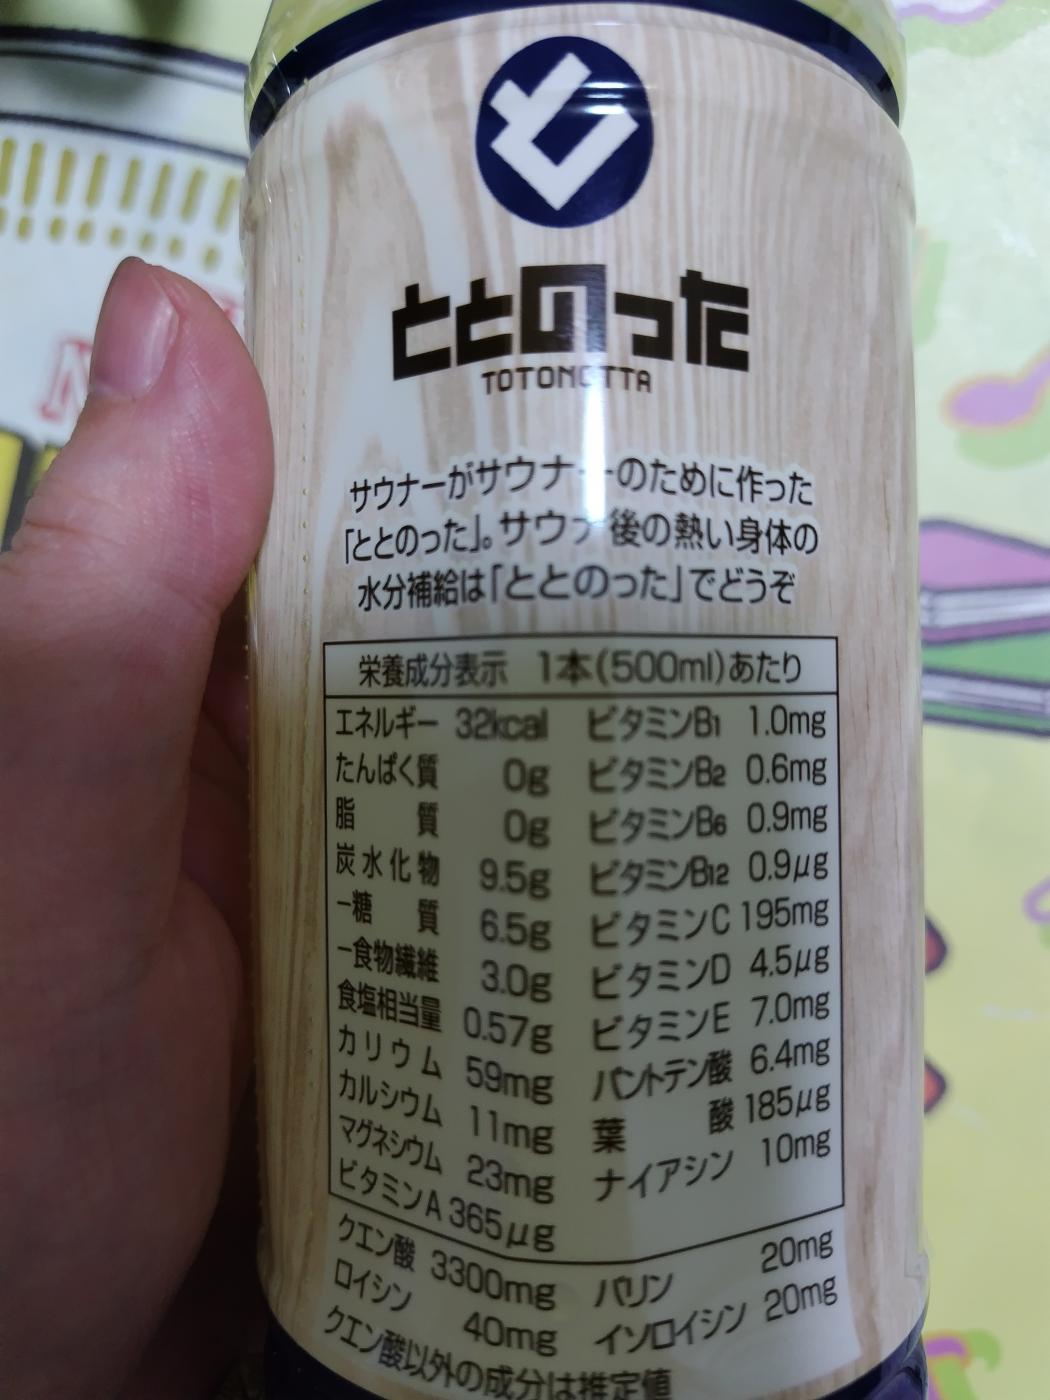 ととのった
TOTONOTTA
サウナーがサウナーのために作った
「ととのった」。サウナ後の熱い身体の
水分補給は「ととのった」でどうぞ
栄養成分表示 1本(500ml)あたり
エネルギー 32kcal
たんぱく質 0g
脂質 0g
炭水化物 9.5g
−糖質 6.5g
−食物繊維 3.0g
食塩相当量 0.57g
カリウム 59mg
カルシウム 11mg
マグネシウム 23mg
ビタミンA 365μg
ビタミンB1 1.0mg
ビタミンB2 0.6mg
ビタミンB6 0.9mg
ビタミンB12 0.9μg
ビタミンC 195mg
ビタミンD 4.5μg
ビタミンE 7.0mg
パントテン酸 6.4mg
葉酸 185μg
ナイアシン 10mg
クエン酸 3300mg バリン 20mg
ロイシン 40mg イソロイシン 20mg
クエン酸以外の成分は推定値